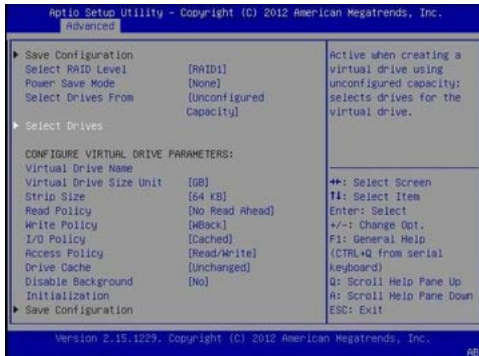 Aptio Setup Utility - Copyright (C) 2012 American Megatrends, Inc.
Advanced
Save Configuration
Select RAID Level [RAID1]
Power Save Mode [None]
Select Drives From [Unconfigured
Capacity]
Select Drives
CONFIGURE VIRTUAL DRIVE PARAMETERS:
Virtual Drive Name
Virtual Drive Size Unit [GB]
Strip Size [64 KB]
Read Policy [No Read Ahead]
Write Policy [WBack]
I/O Policy [Cached]
Access Policy [Read/Write]
Drive Cache [Unchanged]
Disable Background [No]
Initialization
Save Configuration
Active when creating a
virtual drive using
unconfigured capacity;
selects drives for the
virtual drive.
→←: Select Screen
↑↓: Select Item
Enter: Select
+/-: Change Opt.
F1: General Help
(CTRL+Q from serial
keyboard)
Q: Scroll Help Pane Up
A: Scroll Help Pane Down
ESC: Exit
Version 2.15.1229. Copyright (C) 2012 American Megatrends, Inc.
AB